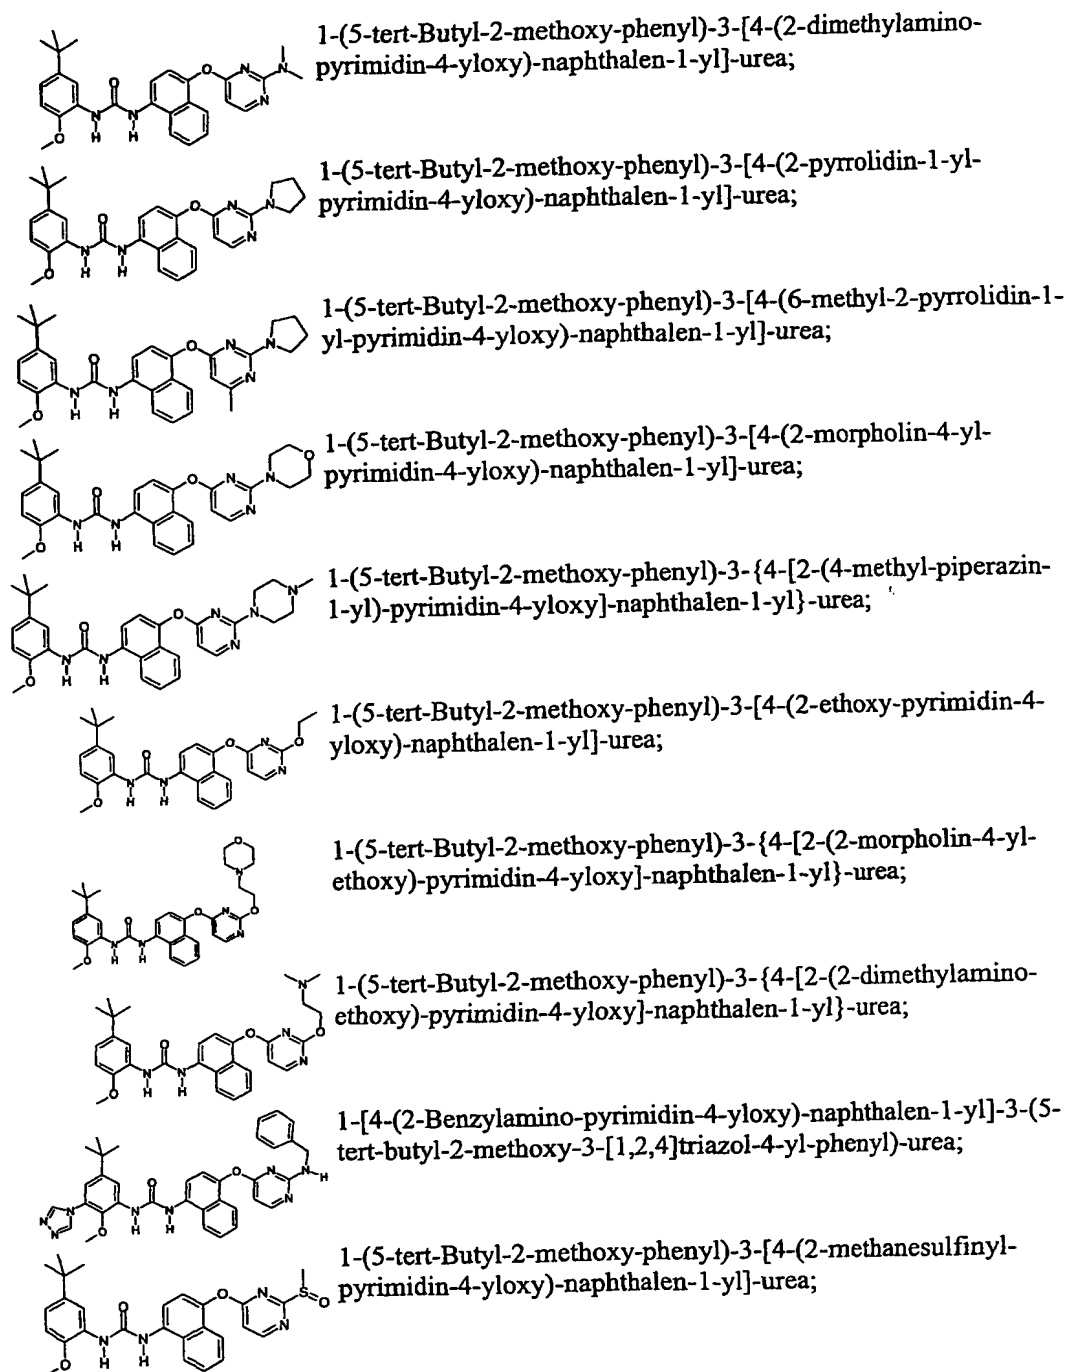 1-(5-tert-Butyl-2-methoxy-phenyl)-3-[4-(2-dimethylamino-
pyrimidin-4-yloxy)-naphthalen-1-yl]-urea;
1-(5-tert-Butyl-2-methoxy-phenyl)-3-[4-(2-pyrrolidin-1-yl-
pyrimidin-4-yloxy)-naphthalen-1-yl]-urea;
1-(5-tert-Butyl-2-methoxy-phenyl)-3-[4-(6-methyl-2-pyrrolidin-1-
yl-pyrimidin-4-yloxy)-naphthalen-1-yl]-urea;
1-(5-tert-Butyl-2-methoxy-phenyl)-3-[4-(2-morpholin-4-yl-
pyrimidin-4-yloxy)-naphthalen-1-yl]-urea;
1-(5-tert-Butyl-2-methoxy-phenyl)-3-{4-[2-(4-methyl-piperazin-
1-yl)-pyrimidin-4-yloxy]-naphthalen-1-yl}-urea;
1-(5-tert-Butyl-2-methoxy-phenyl)-3-[4-(2-ethoxy-pyrimidin-4-
yloxy)-naphthalen-1-yl]-urea;
1-(5-tert-Butyl-2-methoxy-phenyl)-3-{4-[2-(2-morpholin-4-yl-
ethoxy)-pyrimidin-4-yloxy]-naphthalen-1-yl}-urea;
1-(5-tert-Butyl-2-methoxy-phenyl)-3-{4-[2-(2-dimethylamino-
ethoxy)-pyrimidin-4-yloxy]-naphthalen-1-yl}-urea;
1-[4-(2-Benzylamino-pyrimidin-4-yloxy)-naphthalen-1-yl]-3-(5-
tert-butyl-2-methoxy-3-[1,2,4]triazol-4-yl-phenyl)-urea;
1-(5-tert-Butyl-2-methoxy-phenyl)-3-[4-(2-methanesulfinyl-
pyrimidin-4-yloxy)-naphthalen-1-yl]-urea;